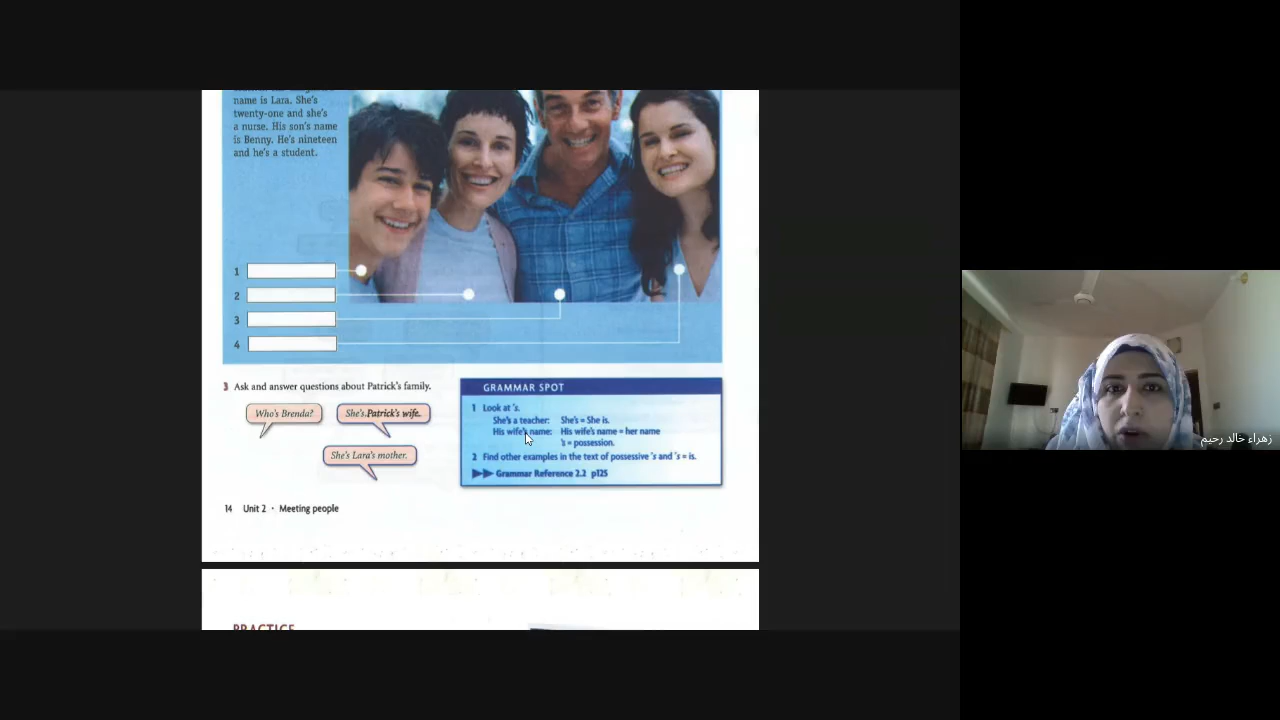 name is Lara. She's
twenty-one and she's
a nurse. His son's name
is Benny. He's nineteen
and he's a student.
1
2
3
4
3 Ask and answer questions about Patrick's family.
Who's Brenda?
She's Patrick's wife.
She's Lara's mother.
GRAMMAR SPOT
1 Look at 's.
She's a teacher: She's = She is.
His wife's name: His wife's name = her name
's = possession.
2 Find other examples in the text of possessive 's and 's = is.
Grammar Reference 2.2 p125
14 Unit 2 · Meeting people
PRACTICE
زهراء خالد رحيم